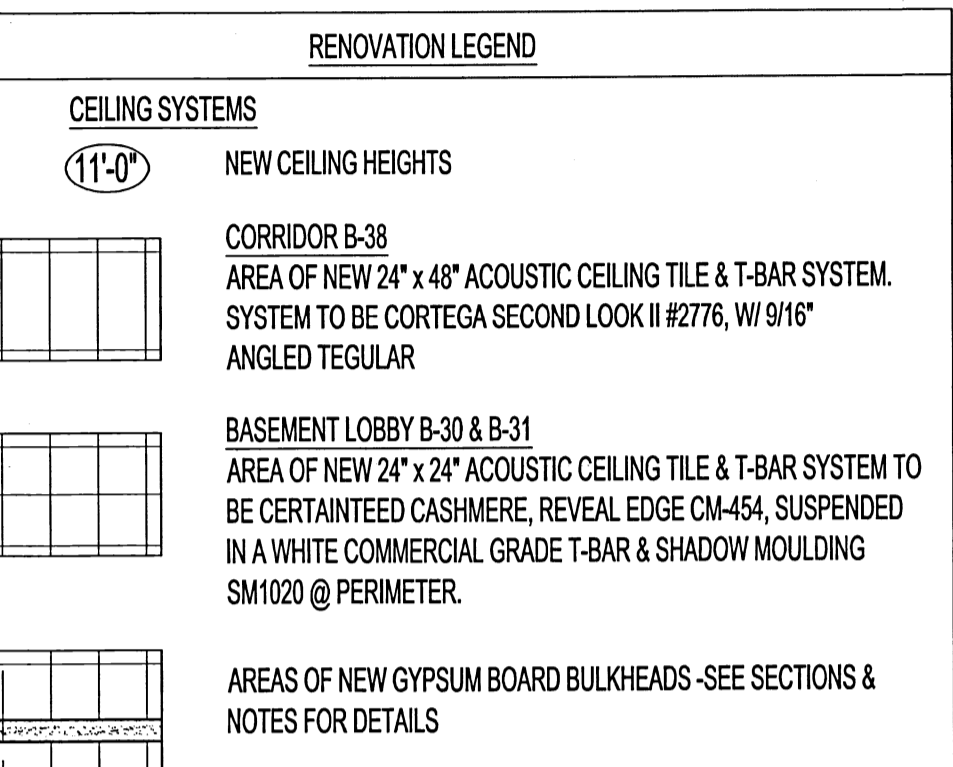 RENOVATION LEGEND
CEILING SYSTEMS
11'-0"
NEW CEILING HEIGHTS
CORRIDOR B-38
AREA OF NEW 24" x 48" ACOUSTIC CEILING TILE & T-BAR SYSTEM.
SYSTEM TO BE CORTEGA SECOND LOOK II #2776, W/ 9/16"
ANGLED TEGULAR
BASEMENT LOBBY B-30 & B-31
AREA OF NEW 24" x 24" ACOUSTIC CEILING TILE & T-BAR SYSTEM TO
BE CERTAINTEED CASHMERE, REVEAL EDGE CM-454, SUSPENDED
IN A WHITE COMMERCIAL GRADE T-BAR & SHADOW MOULDING
SM1020 @ PERIMETER.
AREAS OF NEW GYPSUM BOARD BULKHEADS -SEE SECTIONS &
NOTES FOR DETAILS